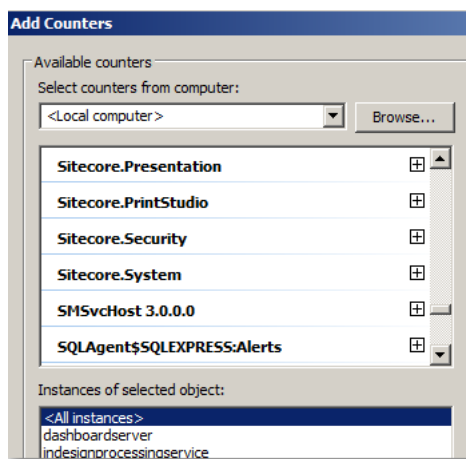 Add Counters
Available counters
Select counters from computer:
<Local computer>
Browse...
Sitecore.Presentation
Sitecore.PrintStudio
Sitecore.Security
Sitecore.System
SMSvcHost 3.0.0.0
SQLAgent$SQLEXPRESS:Alerts
Instances of selected object:
<All instances>
dashboardserver
indesignprocessingservice